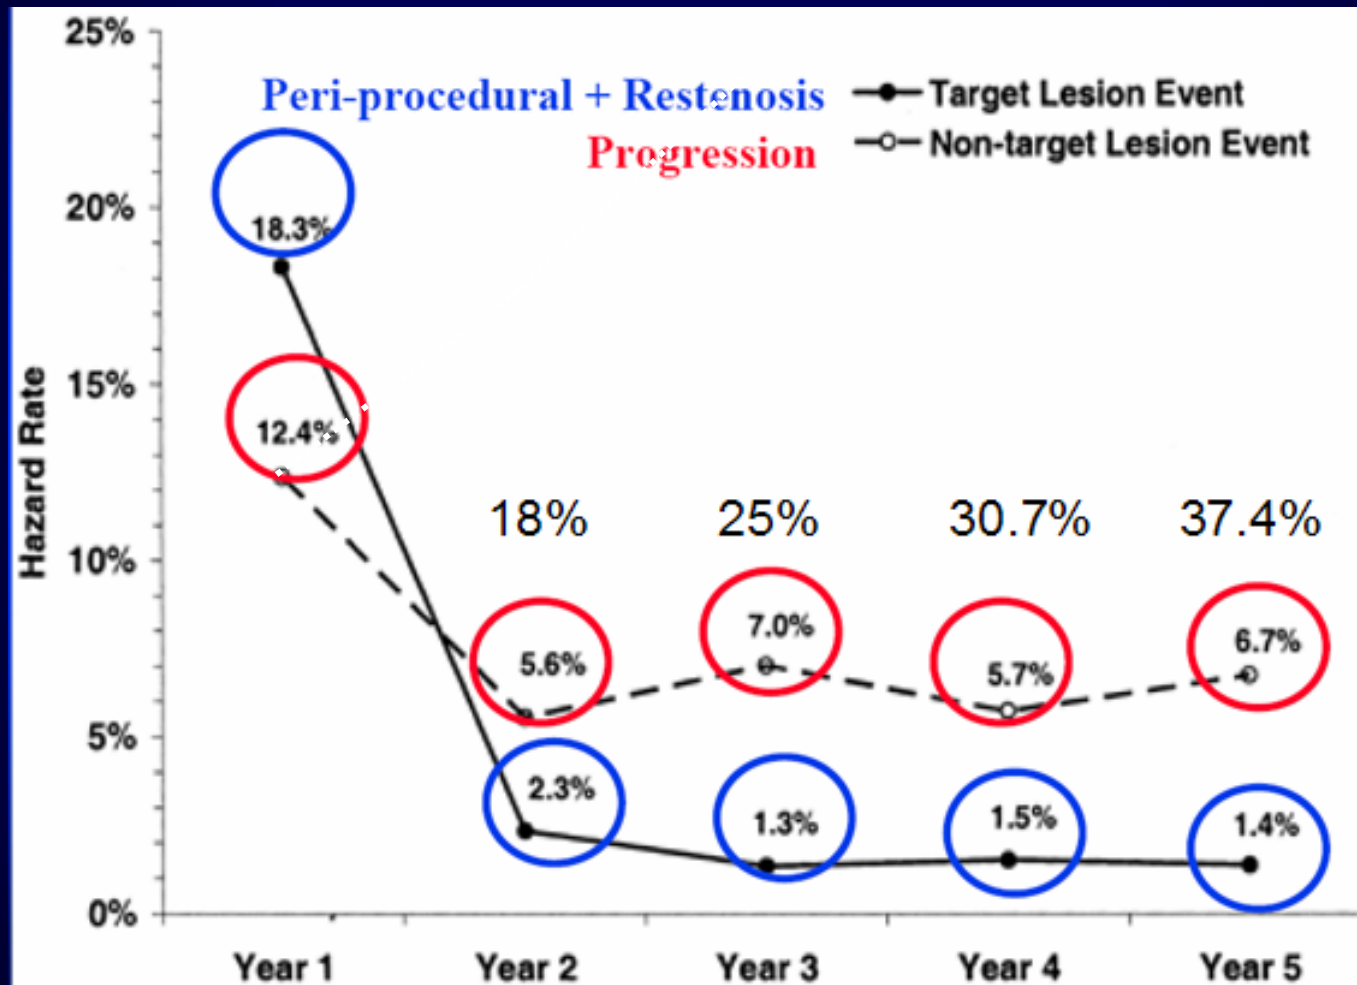 25%
Peri-procedural + Restenosis
Target Lesion Event
Progression
Non-target Lesion Event
20%
18.3%
15%
12.4%
Hazard Rate
18% 25% 30.7% 37.4%
10%
5.6% 7.0% 5.7% 6.7%
5%
2.3% 1.3% 1.5% 1.4%
0%
Year 1 Year 2 Year 3 Year 4 Year 5